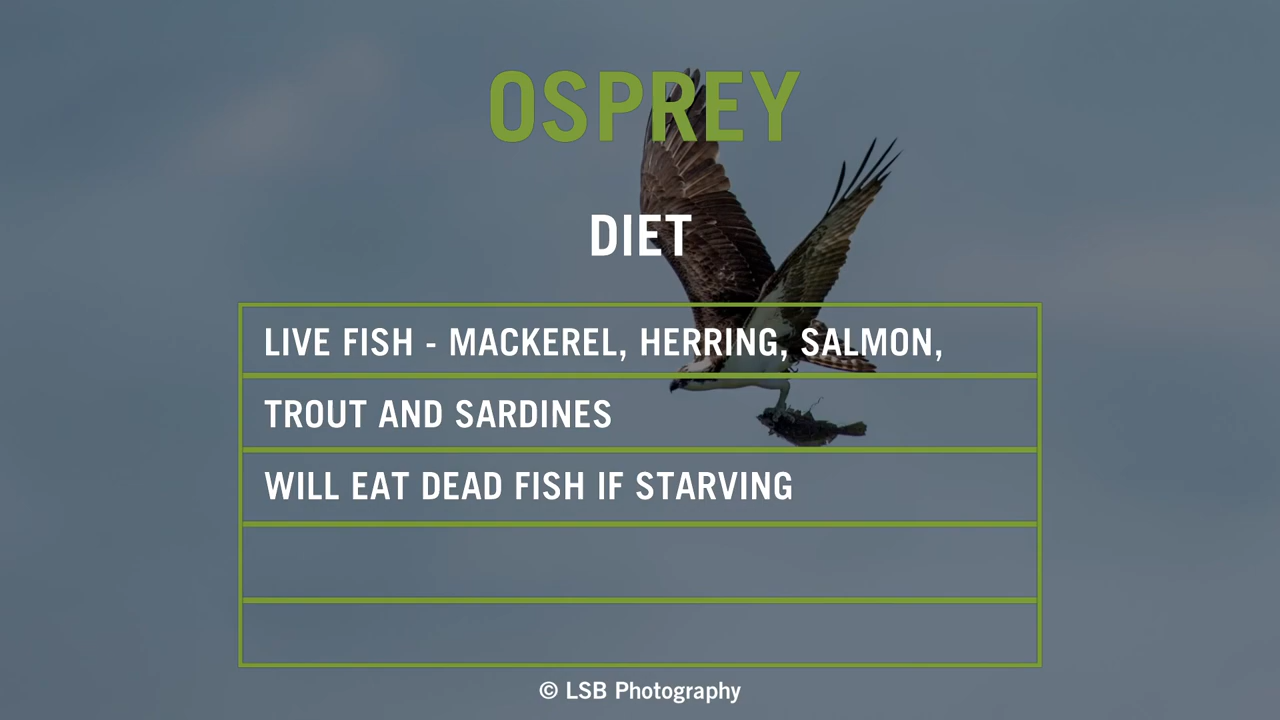 OSPREY
DIET
LIVE FISH - MACKEREL, HERRING, SALMON,
TROUT AND SARDINES
WILL EAT DEAD FISH IF STARVING
© LSB Photography